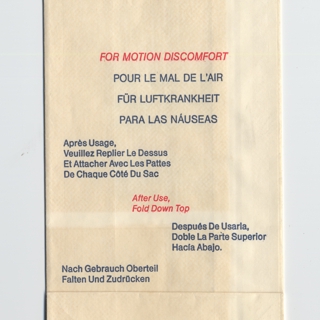 FOR MOTION DISCOMFORT
POUR LE MAL DE L'AIR
FÜR LUFTKRANKHEIT
PARA LAS NÁUSEAS
Après Usage,
Veuillez Replier Le Dessus
Et Attacher Avec Les Pattes
De Chaque Côté Du Sac
After Use,
Fold Down Top
Después De Usarla,
Doble La Parte Superior
Hacia Abajo.
Nach Gebrauch Oberteil
Falten Und Zudrücken